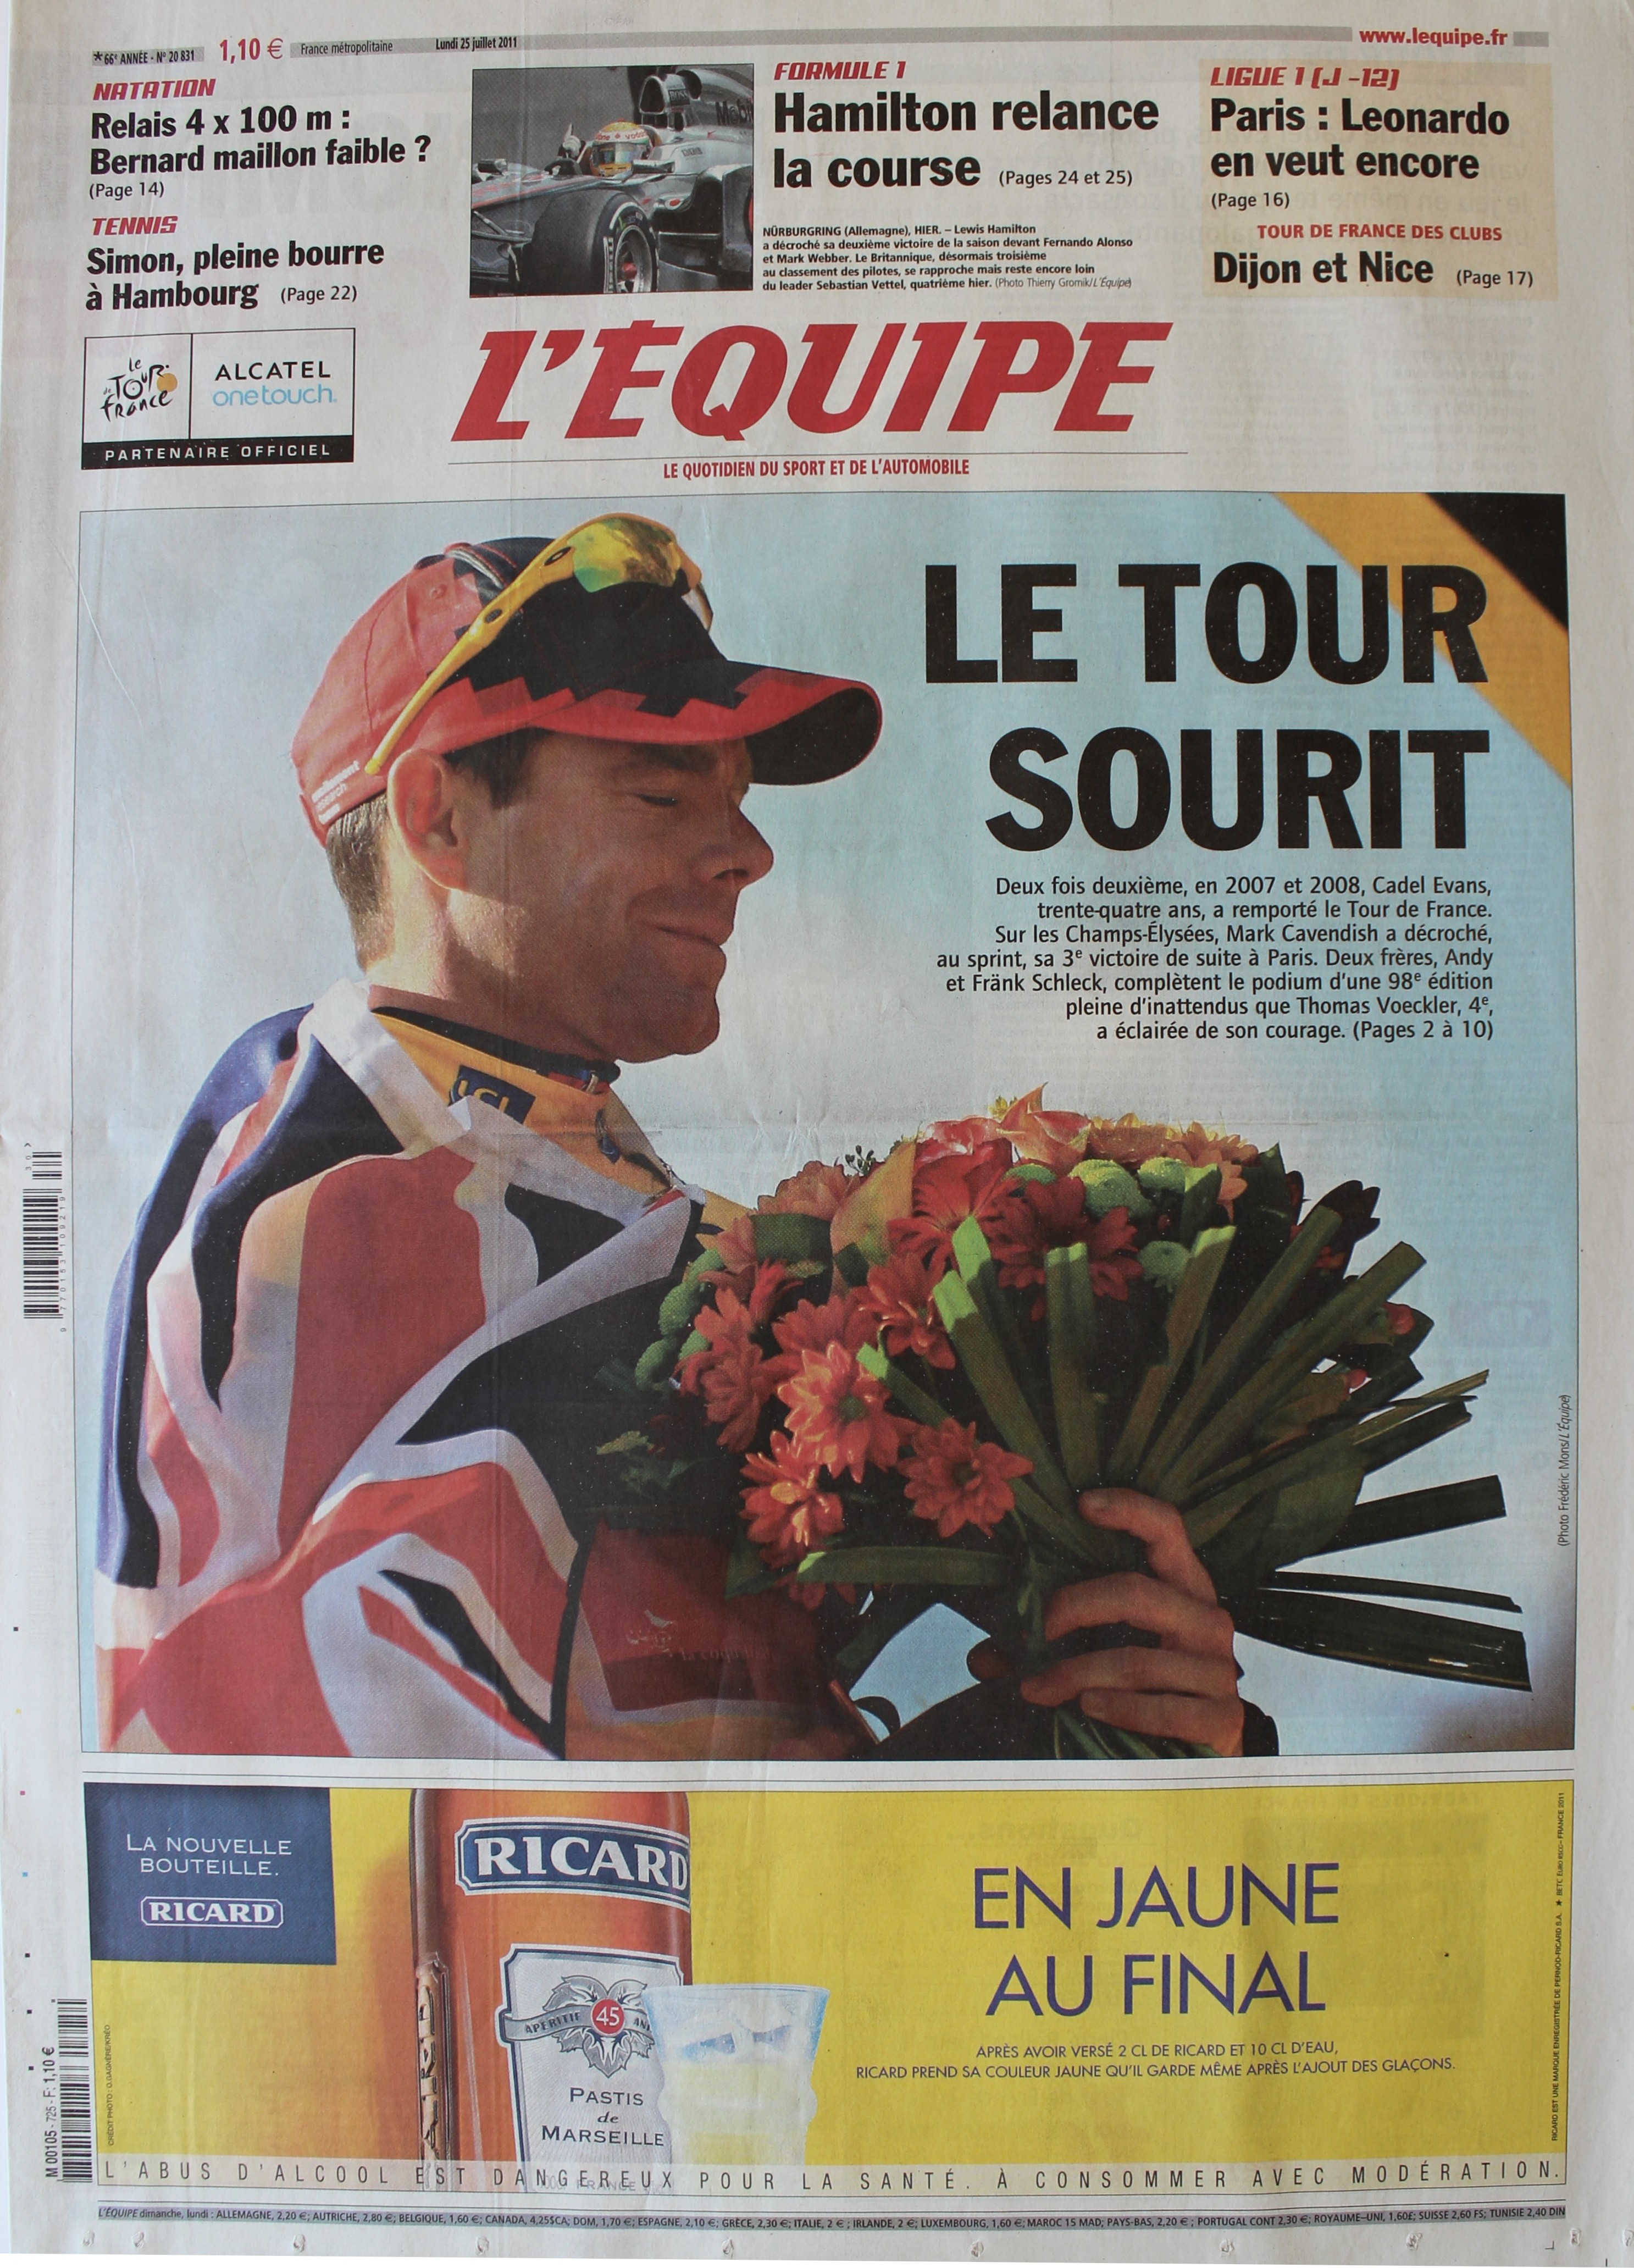 *66e ANNÉE - N° 20 831
1,10 €
France métropolitaine
Lundi 25 juillet 2011
www.lequipe.fr
NATATION
Relais 4 x 100 m :
Bernard maillon faible ?
(Page 14)
TENNIS
Simon, pleine bourre
à Hambourg (Page 22)
FORMULE 1
Hamilton relance
la course (Pages 24 et 25)
NÜRBURGRING (Allemagne), HIER. – Lewis Hamilton
a décroché sa deuxième victoire de la saison devant Fernando Alonso
et Mark Webber. Le Britannique, désormais troisième
au classement des pilotes, se rapproche mais reste encore loin
du leader Sebastian Vettel, quatrième hier. (Photo Thierry Gromik/L'Équipe)
LIGUE 1 (J -12)
Paris : Leonardo
en veut encore
(Page 16)
TOUR DE FRANCE DES CLUBS
Dijon et Nice (Page 17)
le
TOUR
de
france
ALCATEL
onetouch.
PARTENAIRE OFFICIEL
L'ÉQUIPE
LE QUOTIDIEN DU SPORT ET DE L'AUTOMOBILE
LE TOUR
SOURIT
Deux fois deuxième, en 2007 et 2008, Cadel Evans,
trente-quatre ans, a remporté le Tour de France.
Sur les Champs-Élysées, Mark Cavendish a décroché,
au sprint, sa 3e victoire de suite à Paris. Deux frères, Andy
et Fränk Schleck, complètent le podium d'une 98e édition
pleine d'inattendus que Thomas Voeckler, 4e,
a éclairée de son courage. (Pages 2 à 10)
LCL
(Photo Frédéric Mons/L'Équipe)
LA NOUVELLE
BOUTEILLE.
RICARD
RICARD
APÉRITIF 45 ANI
PASTIS
de
MARSEILLE
EN JAUNE
AU FINAL
APRÈS AVOIR VERSÉ 2 CL DE RICARD ET 10 CL D'EAU,
RICARD PREND SA COULEUR JAUNE QU'IL GARDE MÊME APRÈS L'AJOUT DES GLAÇONS.
RICARD EST UNE MARQUE ENREGISTRÉE DE PERNOD-RICARD S.A. * BETC EURO RSCG - FRANCE 2011
M 00105 - 725 - F: 1,10 €
L'ABUS D'ALCOOL EST DANGEREUX POUR LA SANTÉ. À CONSOMMER AVEC MODÉRATION.
L'ÉQUIPE dimanche, lundi : ALLEMAGNE, 2,20 €; AUTRICHE, 2,80 €; BELGIQUE, 1,60 €; CANADA, 4,25$CA; DOM, 1,70 €; ESPAGNE, 2,10 €; GRÈCE, 2,30 €; ITALIE, 2 € ; IRLANDE, 2 €; LUXEMBOURG, 1,60 €; MAROC 15 MAD; PAYS-BAS, 2,20 € ; PORTUGAL CONT 2,30 €; ROYAUME-UNI, 1,60£; SUISSE 2,60 FS; TUNISIE 2,40 DIN